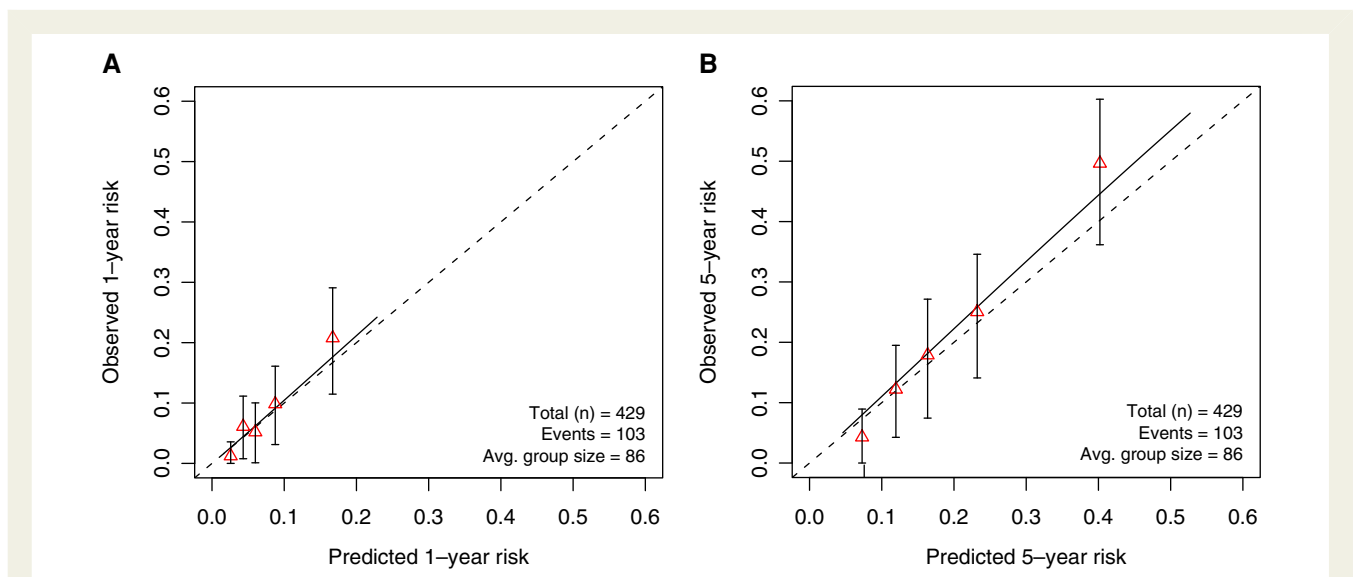 A
0.6
0.5
0.4
0.3
0.2
0.1
0.0
Observed 1–year risk
Total (n) = 429
Events = 103
Avg. group size = 86
0.0 0.1 0.2 0.3 0.4 0.5 0.6
Predicted 1–year risk
B
0.6
0.5
0.4
0.3
0.2
0.1
0.0
Observed 5–year risk
Total (n) = 429
Events = 103
Avg. group size = 86
0.0 0.1 0.2 0.3 0.4 0.5 0.6
Predicted 5–year risk